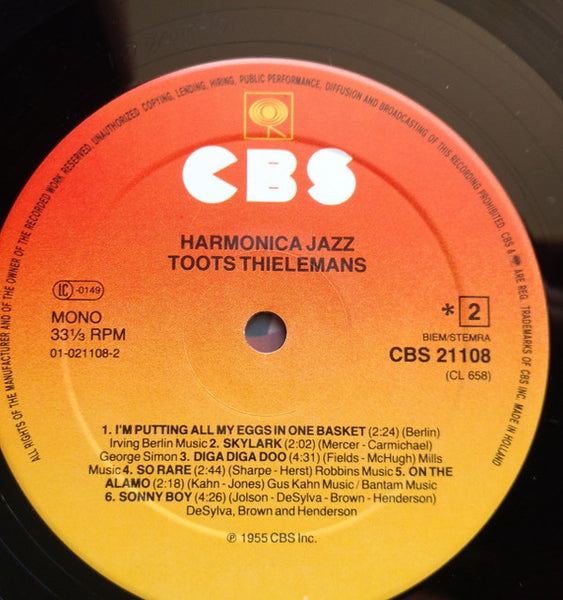 ALL RIGHTS OF THE MANUFACTURER AND OF THE OWNER OF THE RECORDED WORK RESERVED. UNAUTHORIZED COPYING, LENDING, HIRING, PUBLIC PERFORMANCE, DIFFUSION AND BROADCASTING OF THIS RECORDING PROHIBITED. CBS & ARE REG. TRADEMARKS OF CBS INC. MADE IN HOLLAND
CBS
HARMONICA JAZZ
TOOTS THIELEMANS
LC -0149
MONO
33⅓ RPM
01-021108-2
* 2
BIEM/STEMRA
CBS 21108
(CL 658)
1. I'M PUTTING ALL MY EGGS IN ONE BASKET (2:24) (Berlin)
Irving Berlin Music 2. SKYLARK (2:02) (Mercer - Carmichael)
George Simon 3. DIGA DIGA DOO (4:31) (Fields - McHugh) Mills
Music 4. SO RARE (2:44) (Sharpe - Herst) Robbins Music 5. ON THE
ALAMO (2:18) (Kahn - Jones) Gus Kahn Music / Bantam Music
6. SONNY BOY (4:26) (Jolson - DeSylva - Brown - Henderson)
DeSylva, Brown and Henderson
℗ 1955 CBS Inc.